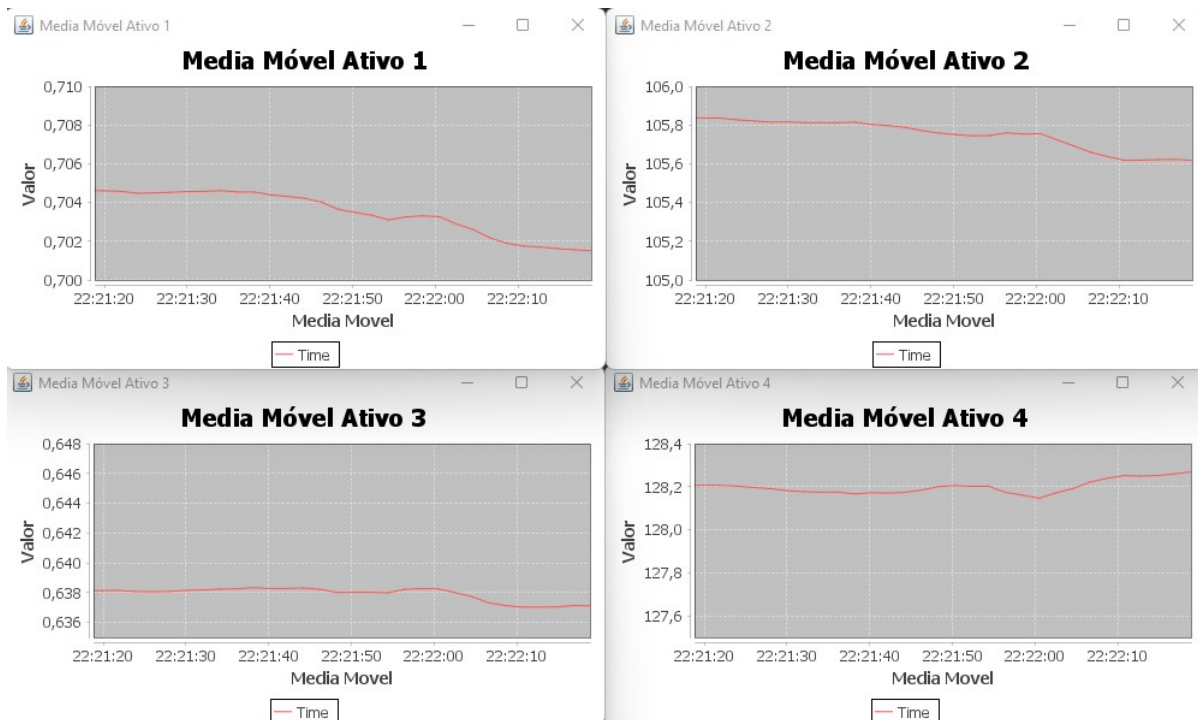 Media Móvel Ativo 1
Media Móvel Ativo 1
0,710
0,708
0,706
0,704
0,702
0,700
Valor
22:21:20 22:21:30 22:21:40 22:21:50 22:22:00 22:22:10
Media Movel
Time
Media Móvel Ativo 2
Media Móvel Ativo 2
106,0
105,8
105,6
105,4
105,2
105,0
Valor
22:21:20 22:21:30 22:21:40 22:21:50 22:22:00 22:22:10
Media Movel
Time
Media Móvel Ativo 3
Media Móvel Ativo 3
0,648
0,646
0,644
0,642
0,640
0,638
0,636
Valor
22:21:20 22:21:30 22:21:40 22:21:50 22:22:00 22:22:10
Media Movel
Time
Media Móvel Ativo 4
Media Móvel Ativo 4
128,4
128,2
128,0
127,8
127,6
Valor
22:21:20 22:21:30 22:21:40 22:21:50 22:22:00 22:22:10
Media Movel
Time